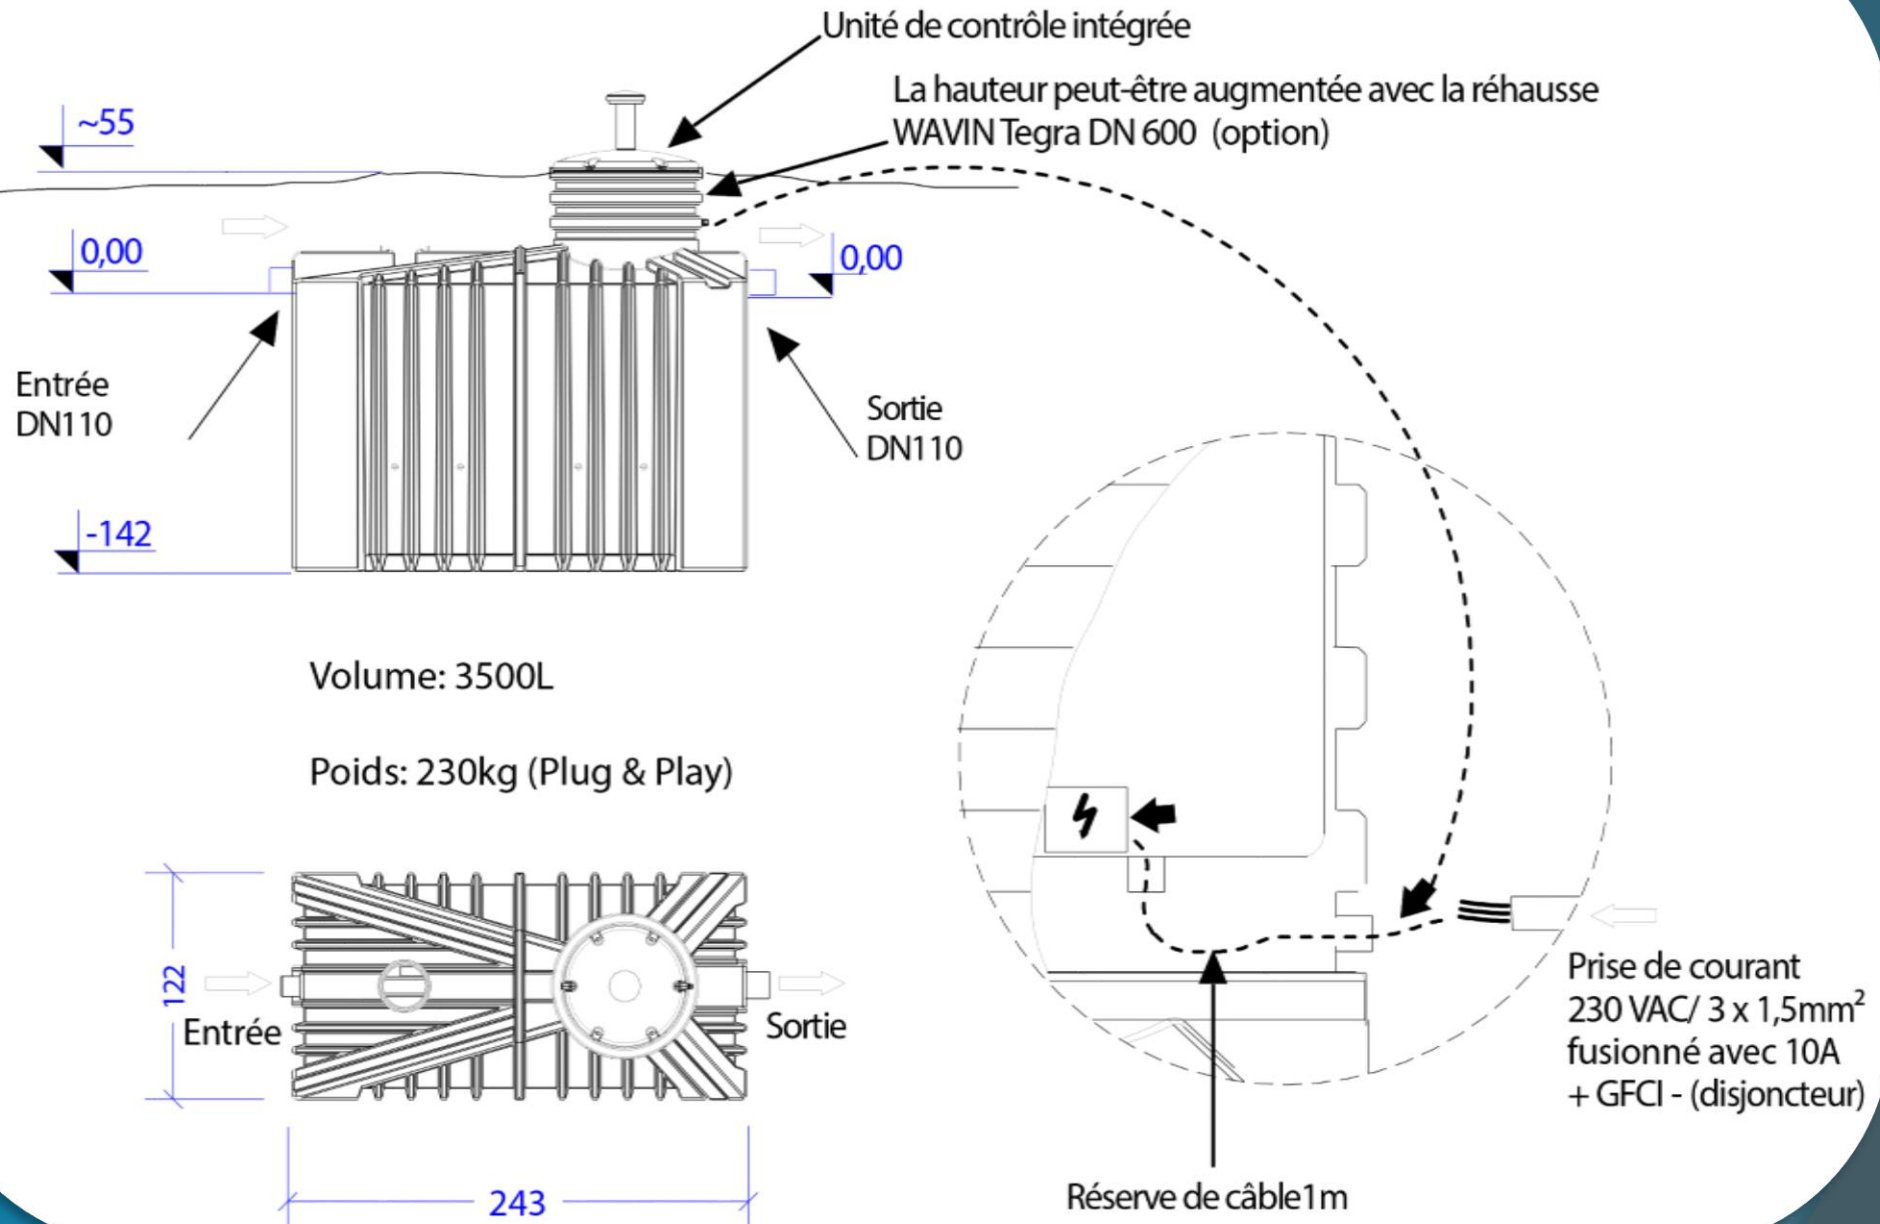 Unité de contrôle intégrée
La hauteur peut-être augmentée avec la réhausse
WAVIN Tegra DN 600 (option)
~55
0,00
0,00
Entrée
DN110
Sortie
DN110
-142
Volume: 3500L
Poids: 230kg (Plug & Play)
122
Entrée
Sortie
243
Prise de courant
230 VAC/ 3 x 1,5mm²
fusionné avec 10A
+ GFCI - (disjoncteur)
Réserve de câble1m